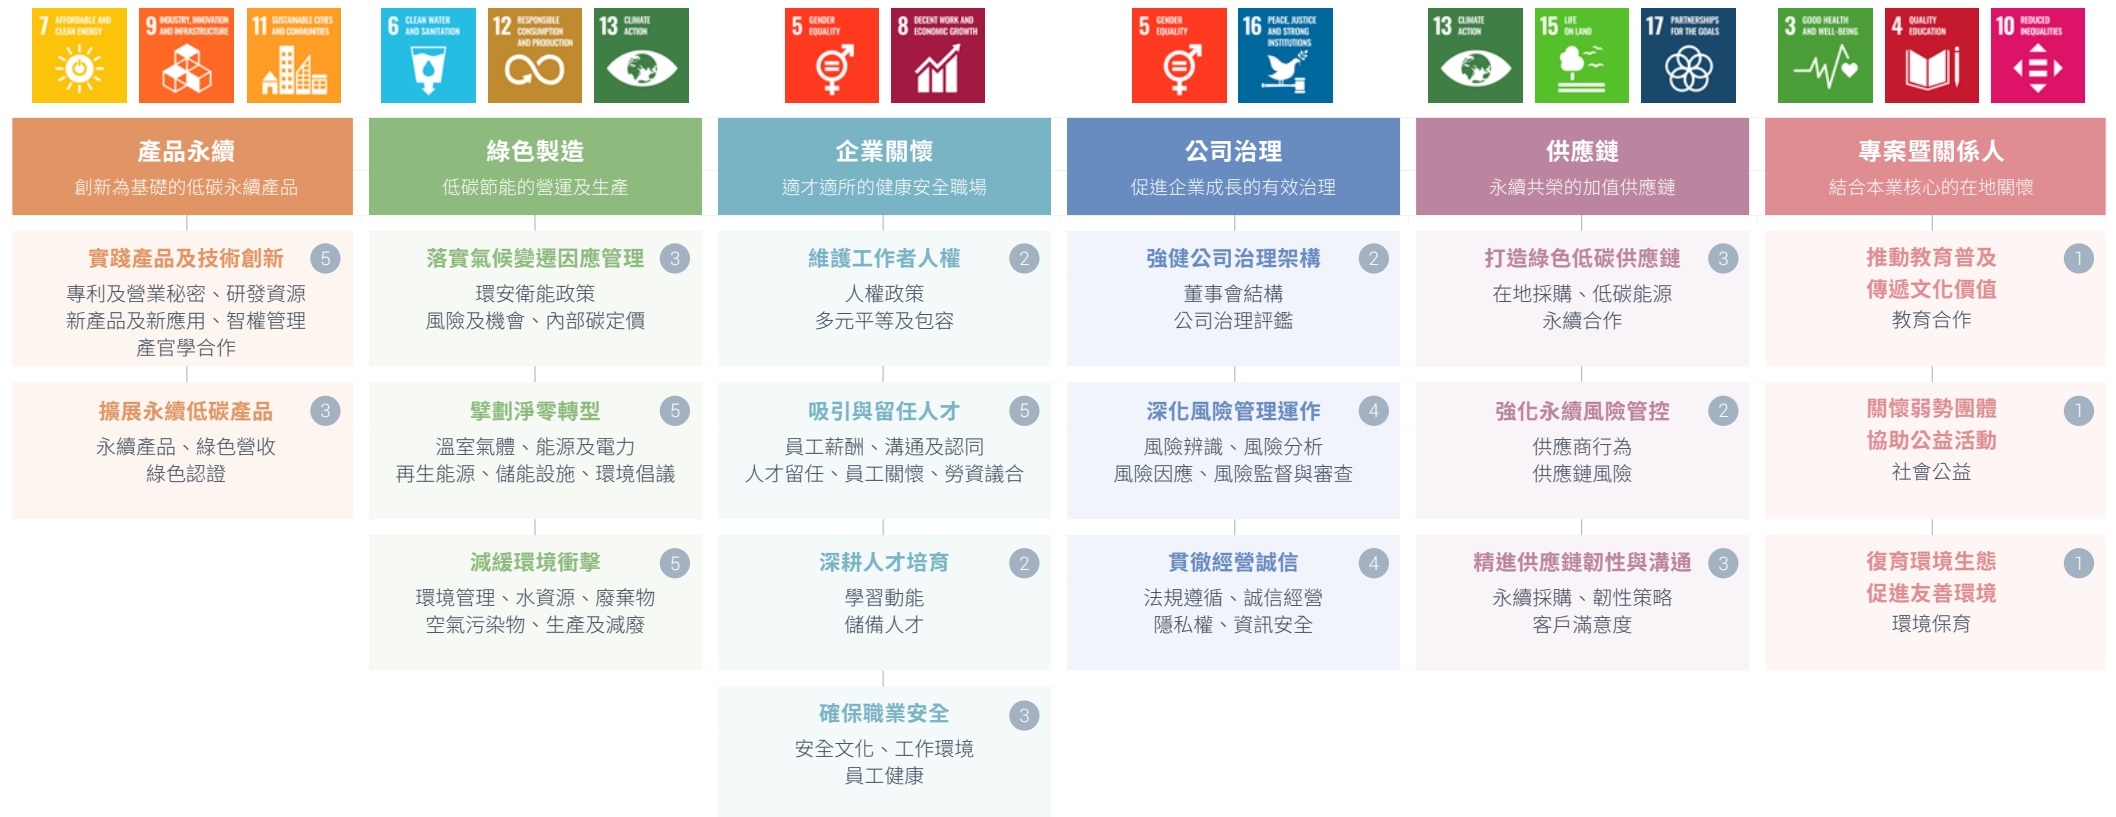 7 AFFORDABLE AND CLEAN ENERGY
9 INDUSTRY, INNOVATION AND INFRASTRUCTURE
11 SUSTAINABLE CITIES AND COMMUNITIES
產品永續
創新為基礎的低碳永續產品
實踐產品及技術創新 5
專利及營業秘密、研發資源
新產品及新應用、智權管理
產官學合作
擴展永續低碳產品 3
永續產品、綠色營收
綠色認證
6 CLEAN WATER AND SANITATION
12 RESPONSIBLE CONSUMPTION AND PRODUCTION
13 CLIMATE ACTION
綠色製造
低碳節能的營運及生產
落實氣候變遷因應管理 3
環安衛能政策
風險及機會、內部碳定價
擘劃淨零轉型 5
溫室氣體、能源及電力
再生能源、儲能設施、環境倡議
減緩環境衝擊 5
環境管理、水資源、廢棄物
空氣污染物、生產及減廢
5 GENDER EQUALITY
8 DECENT WORK AND ECONOMIC GROWTH
企業關懷
適才適所的健康安全職場
維護工作者人權 2
人權政策
多元平等及包容
吸引與留任人才 5
員工薪酬、溝通及認同
人才留任、員工關懷、勞資議合
深耕人才培育 2
學習動能
儲備人才
確保職業安全 3
安全文化、工作環境
員工健康
5 GENDER EQUALITY
16 PEACE, JUSTICE AND STRONG INSTITUTIONS
公司治理
促進企業成長的有效治理
強健公司治理架構 2
董事會結構
公司治理評鑑
深化風險管理運作 4
風險辨識、風險分析
風險因應、風險監督與審查
貫徹經營誠信 4
法規遵循、誠信經營
隱私權、資訊安全
13 CLIMATE ACTION
15 LIFE ON LAND
17 PARTNERSHIPS FOR THE GOALS
供應鏈
永續共榮的加值供應鏈
打造綠色低碳供應鏈 3
在地採購、低碳能源
永續合作
強化永續風險管控 2
供應商行為
供應鏈風險
精進供應鏈韌性與溝通 3
永續採購、韌性策略
客戶滿意度
3 GOOD HEALTH AND WELL-BEING
4 QUALITY EDUCATION
10 REDUCED INEQUALITIES
專案暨關係人
結合本業核心的在地關懷
推動教育普及 1
傳遞文化價值
教育合作
關懷弱勢團體 1
協助公益活動
社會公益
復育環境生態 1
促進友善環境
環境保育